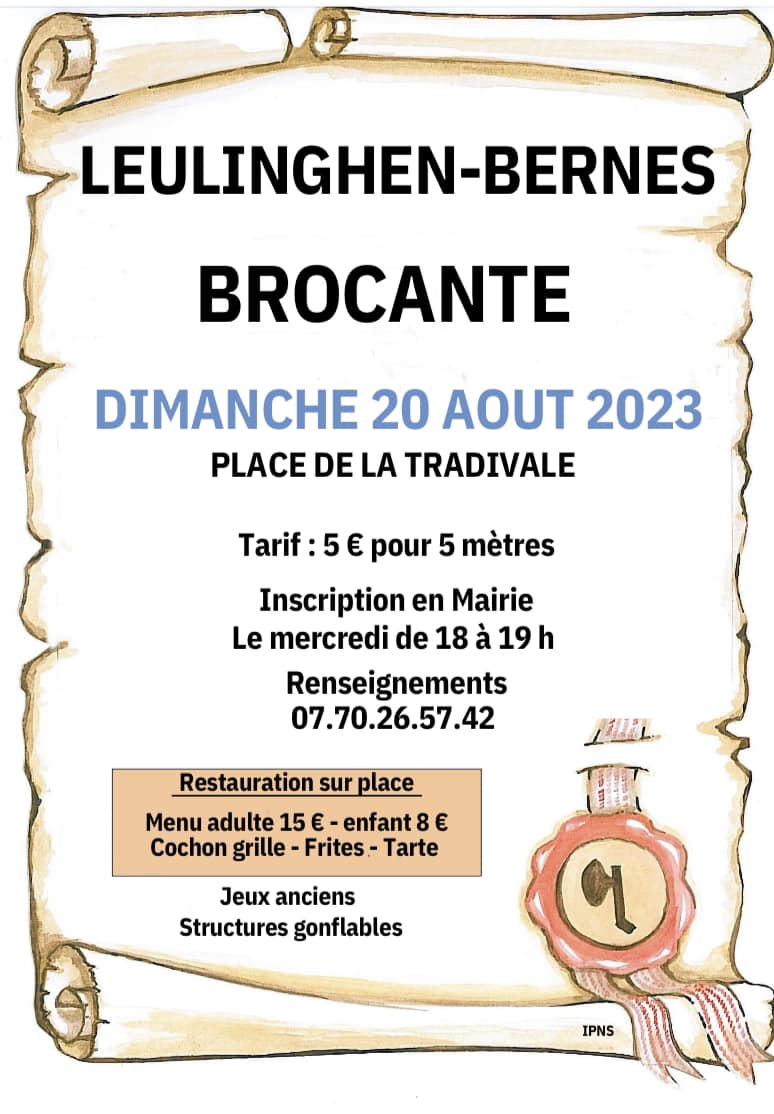 LEULINGHEN-BERNES
BROCANTE
DIMANCHE 20 AOUT 2023
PLACE DE LA TRADIVALE
Tarif : 5 € pour 5 mètres
Inscription en Mairie
Le mercredi de 18 à 19 h
Renseignements
07.70.26.57.42
Restauration sur place
Menu adulte 15 € - enfant 8 €
Cochon grille - Frites - Tarte
Jeux anciens
Structures gonflables
IPNS